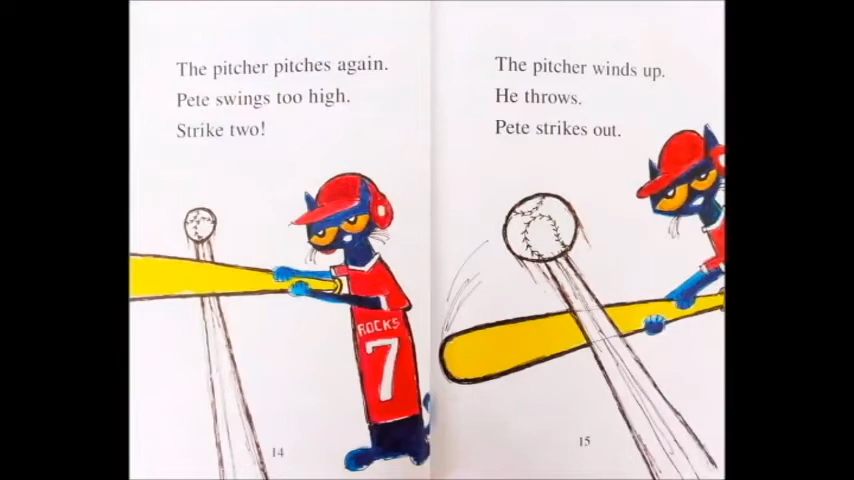 The pitcher pitches again.
Pete swings too high.
Strike two!
ROCKS
7
14
The pitcher winds up.
He throws.
Pete strikes out.
15